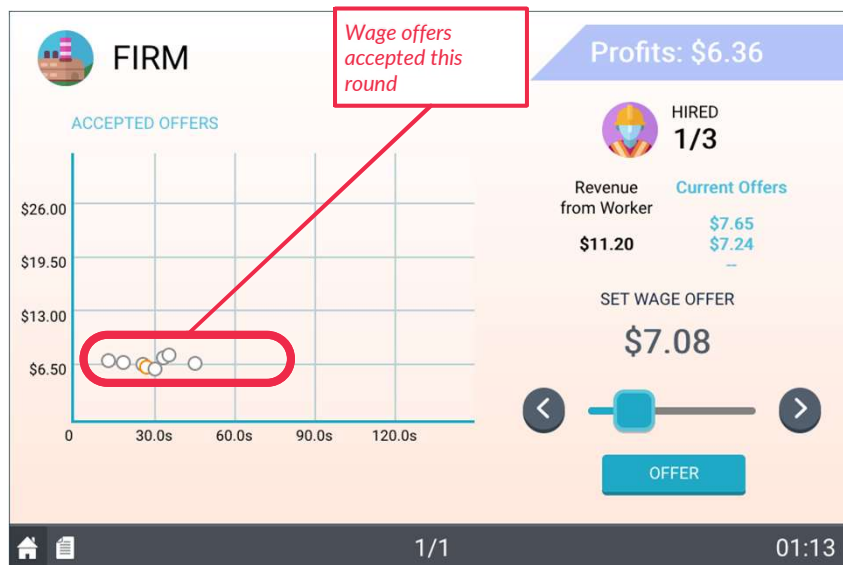 FIRM
Wage offers
accepted this
round
Profits: $6.36
ACCEPTED OFFERS
$26.00
$19.50
$13.00
$6.50
0
30.0s
60.0s
90.0s
120.0s
HIRED
1/3
Revenue
from Worker
$11.20
Current Offers
$7.65
$7.24
--
SET WAGE OFFER
$7.08
OFFER
1/1
01:13